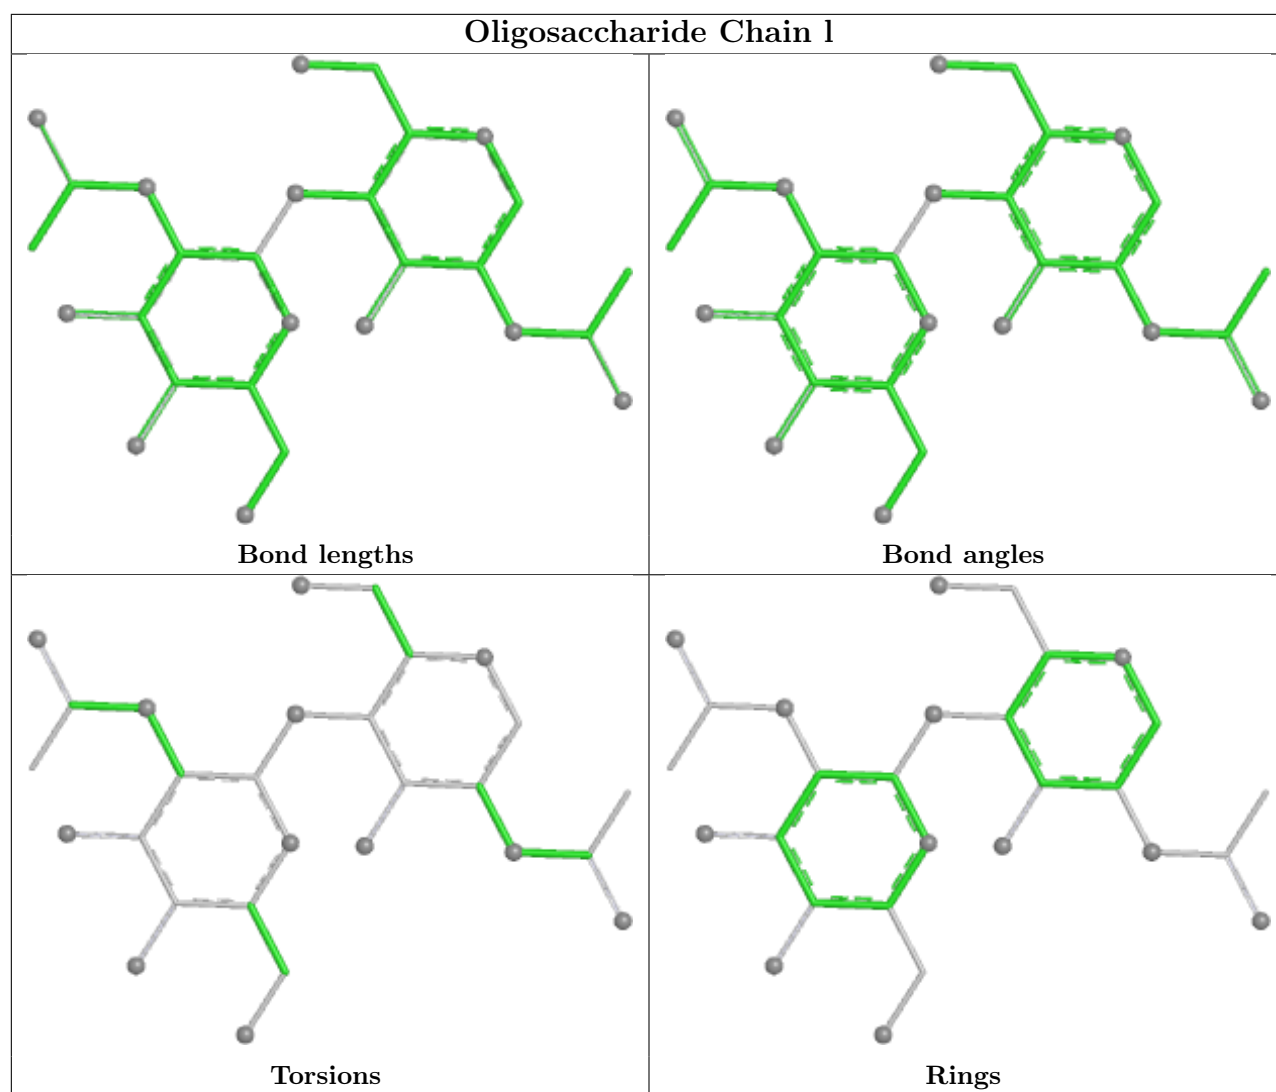 Oligosaccharide Chain l
Bond lengths
Bond angles
Torsions
Rings